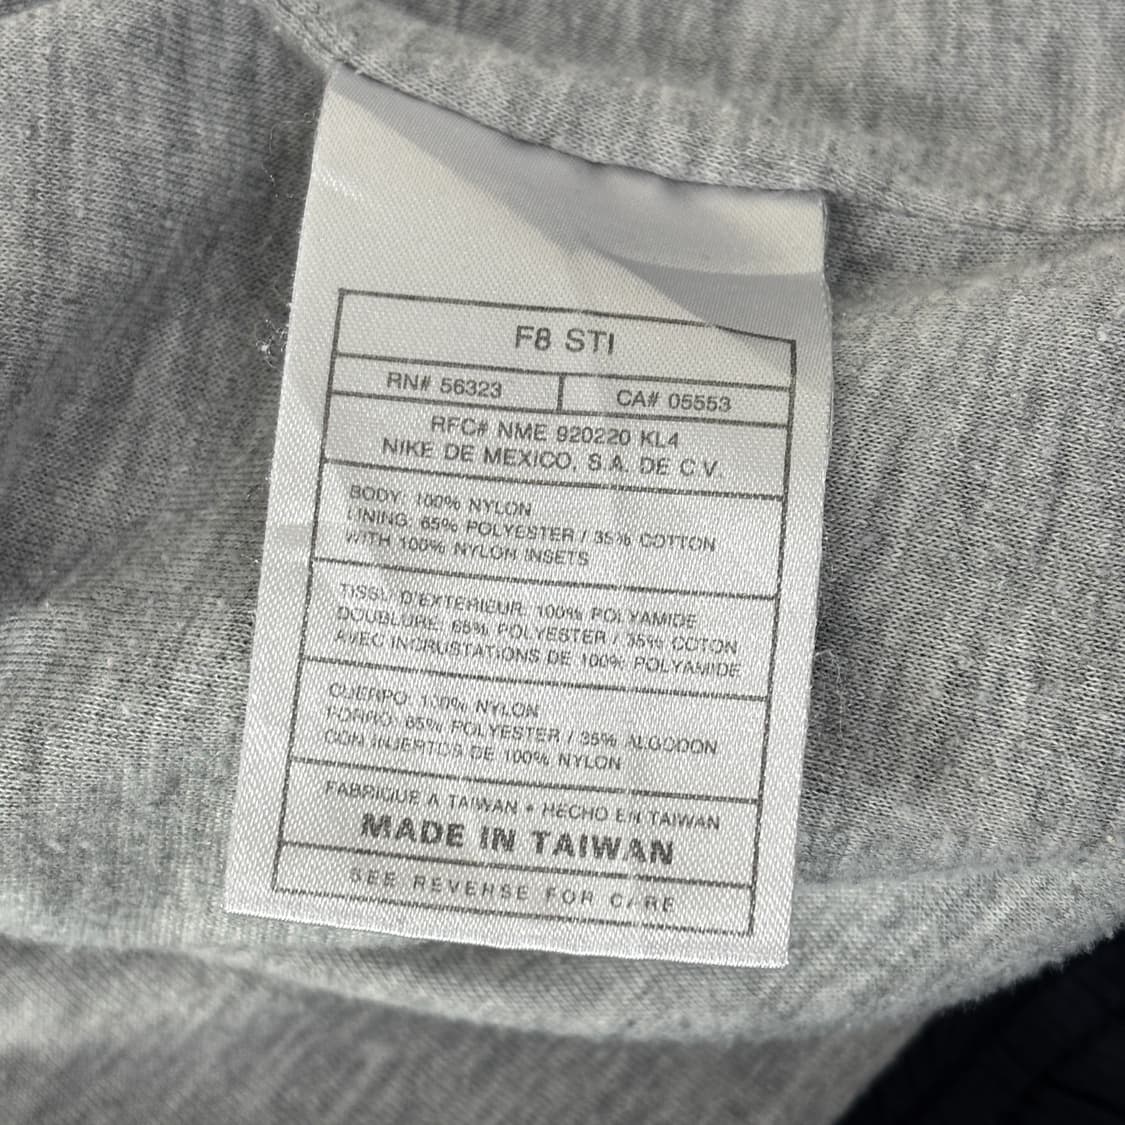 F8 STI
RN# 56323
CA# 05553
RFC# NME 920220 KL4
NIKE DE MEXICO, S.A. DE C.V.
BODY: 100% NYLON
LINING: 65% POLYESTER / 35% COTTON
WITH 100% NYLON INSETS
TISSU D'EXTERIEUR: 100% POLYAMIDE
DOUBLURE: 65% POLYESTER / 35% COTON
AVEC INCRUSTATIONS DE 100% POLYAMIDE
CUERPO: 100% NYLON
FORRO: 65% POLYESTER / 35% ALGODON
CON INJERTOS DE 100% NYLON
FABRIQUE A TAIWAN • HECHO EN TAIWAN
MADE IN TAIWAN
SEE REVERSE FOR CARE